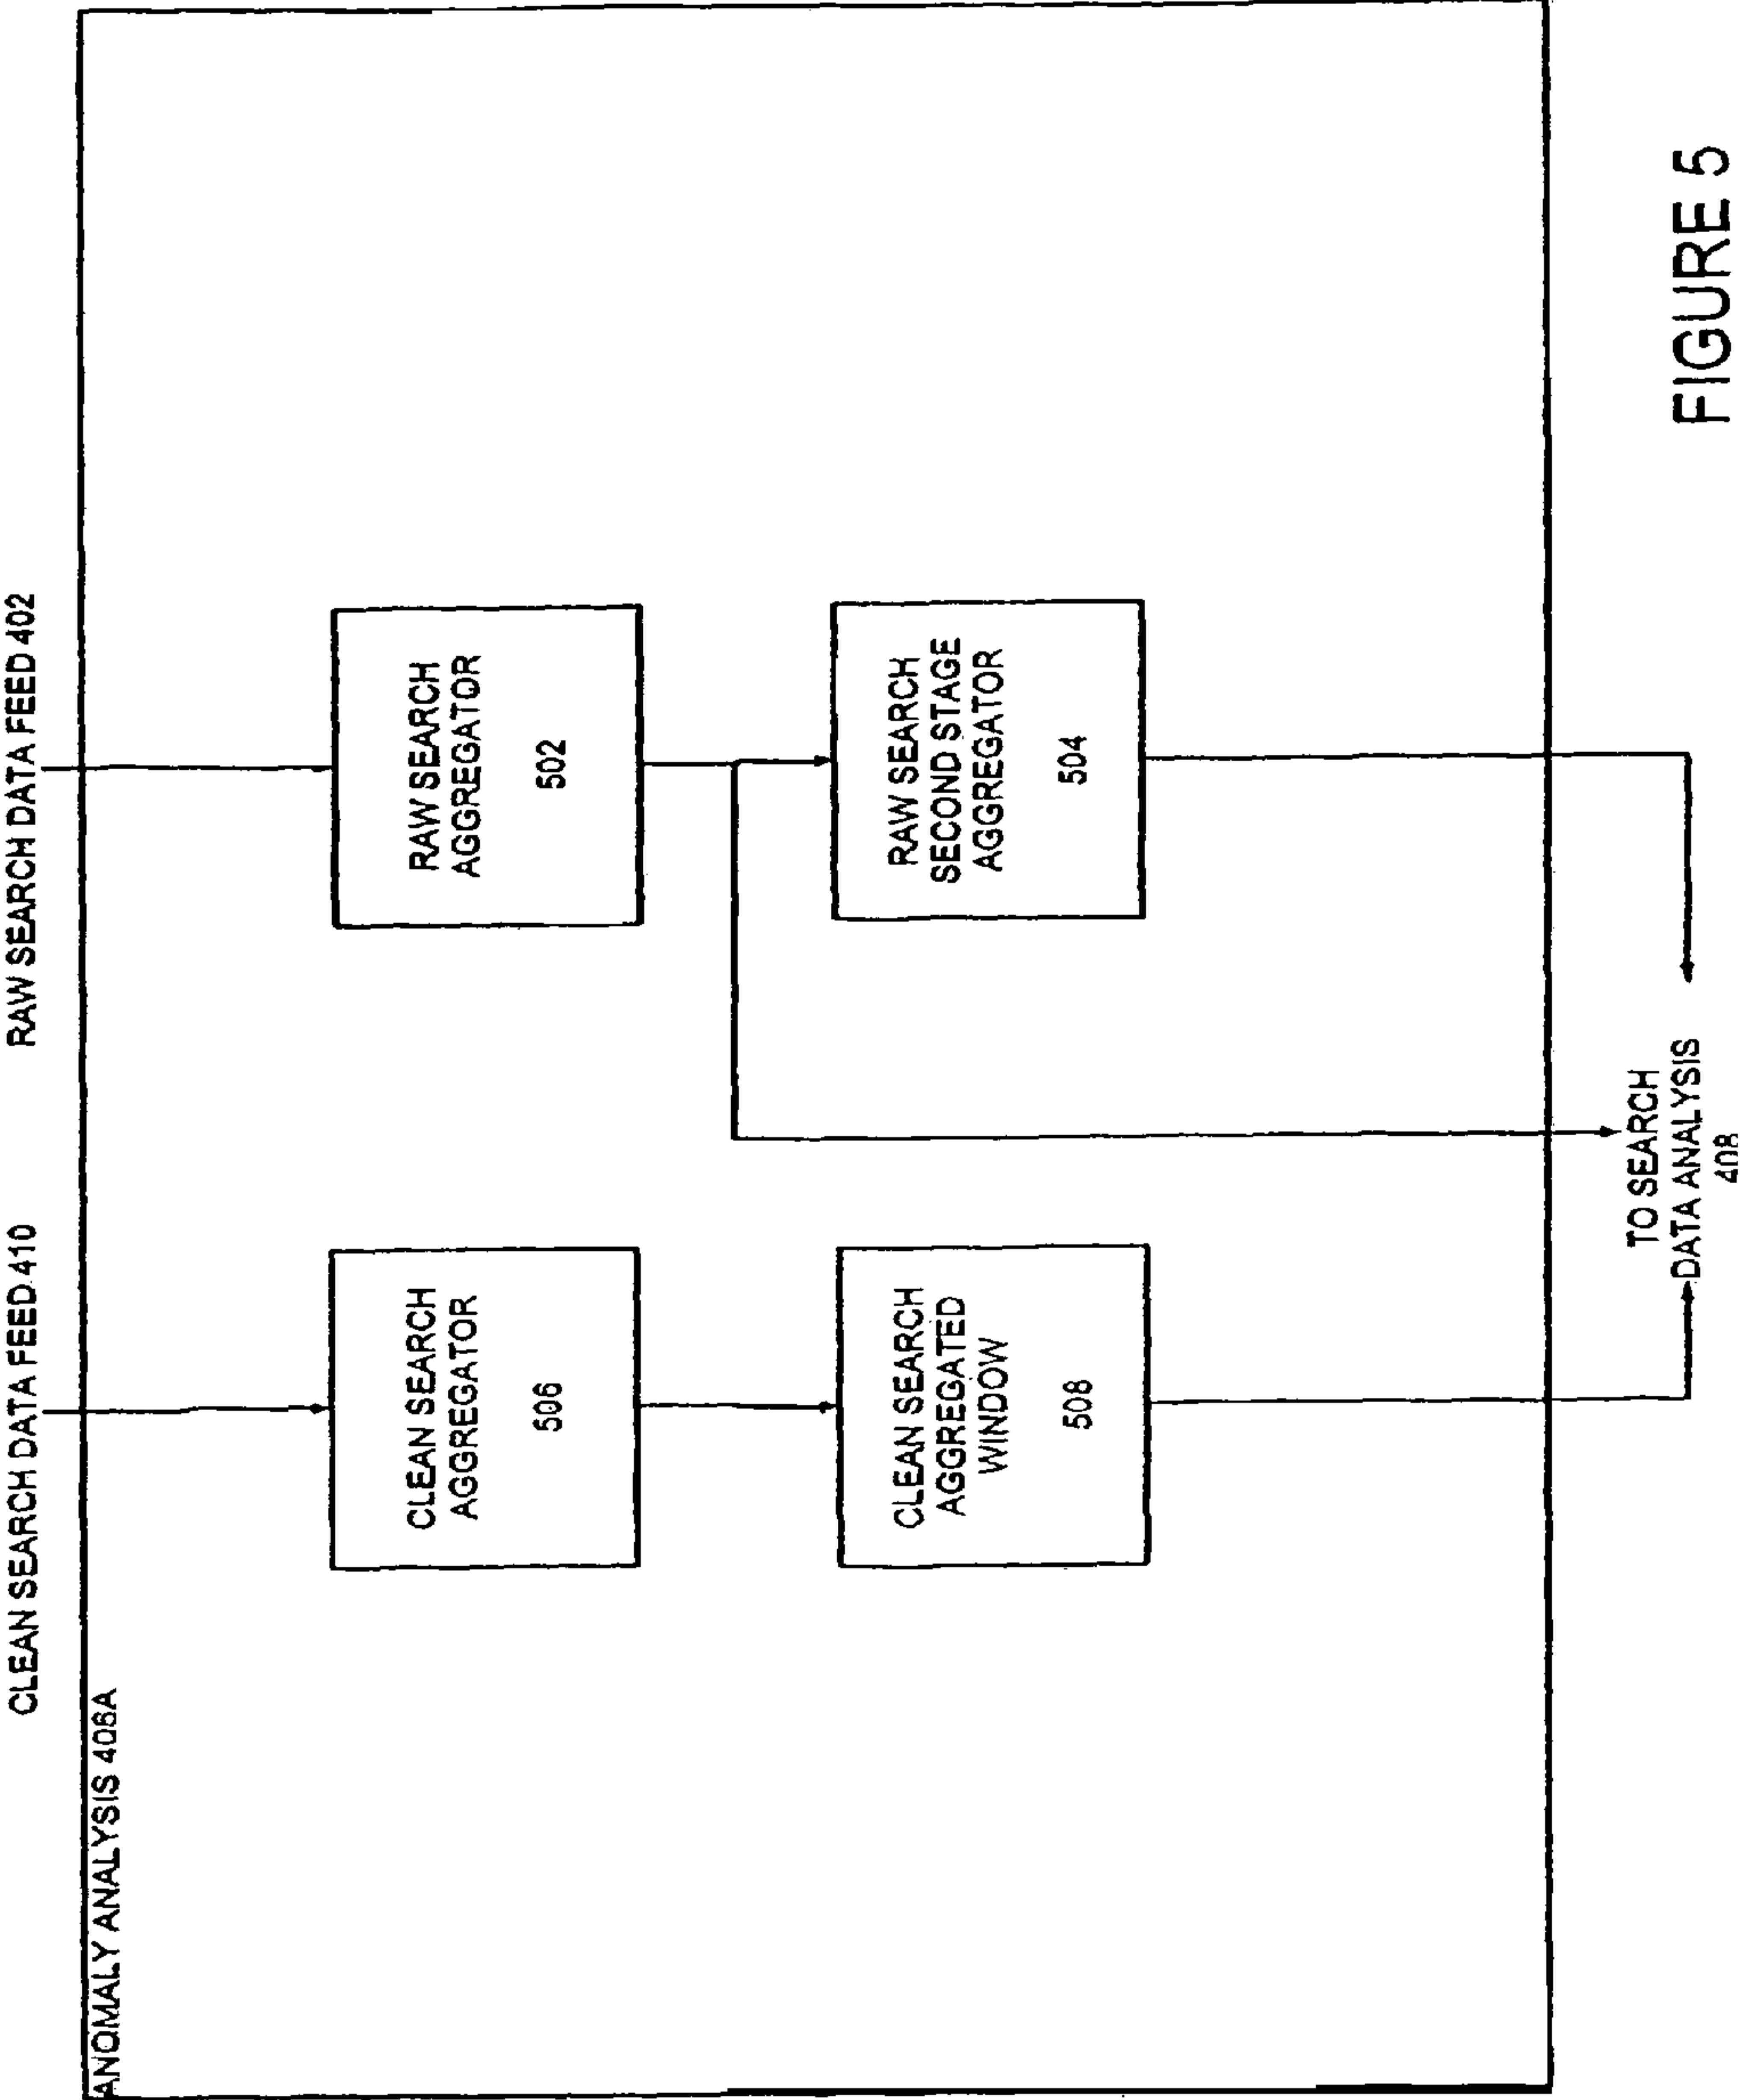 CLEAN SEARCH DATA FEED 410
RAW SEARCH DATA FEED 402
ANOMALY ANALYSIS 408A
CLEAN SEARCH
AGGREGATOR
506
RAW SEARCH
AGGREGATOR
502
CLEAN SEARCH
AGGREGATED
WINDOW
508
RAW SEARCH
SECOND STAGE
AGGREGATOR
504
TO SEARCH
DATA ANALYSIS
408
FIGURE 5